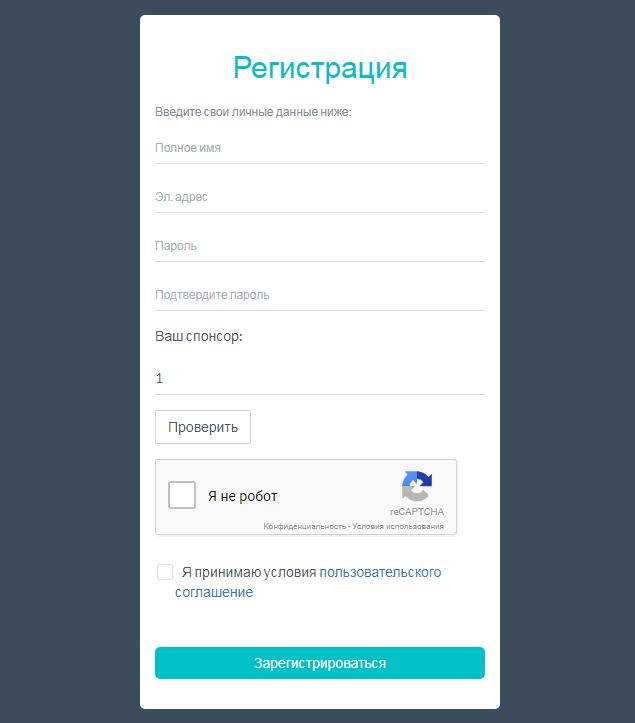 Регистрация
Введите свои личные данные ниже:
Полное имя
Эл. адрес
Пароль
Подтвердите пароль
Ваш спонсор:
1
Проверить
Я не робот
reCAPTCHA
Конфиденциальность - Условия использования
Я принимаю условия пользовательского
соглашение
Зарегистрироваться